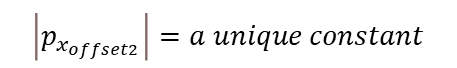 |p_{x_{offset2}}| = a unique constant